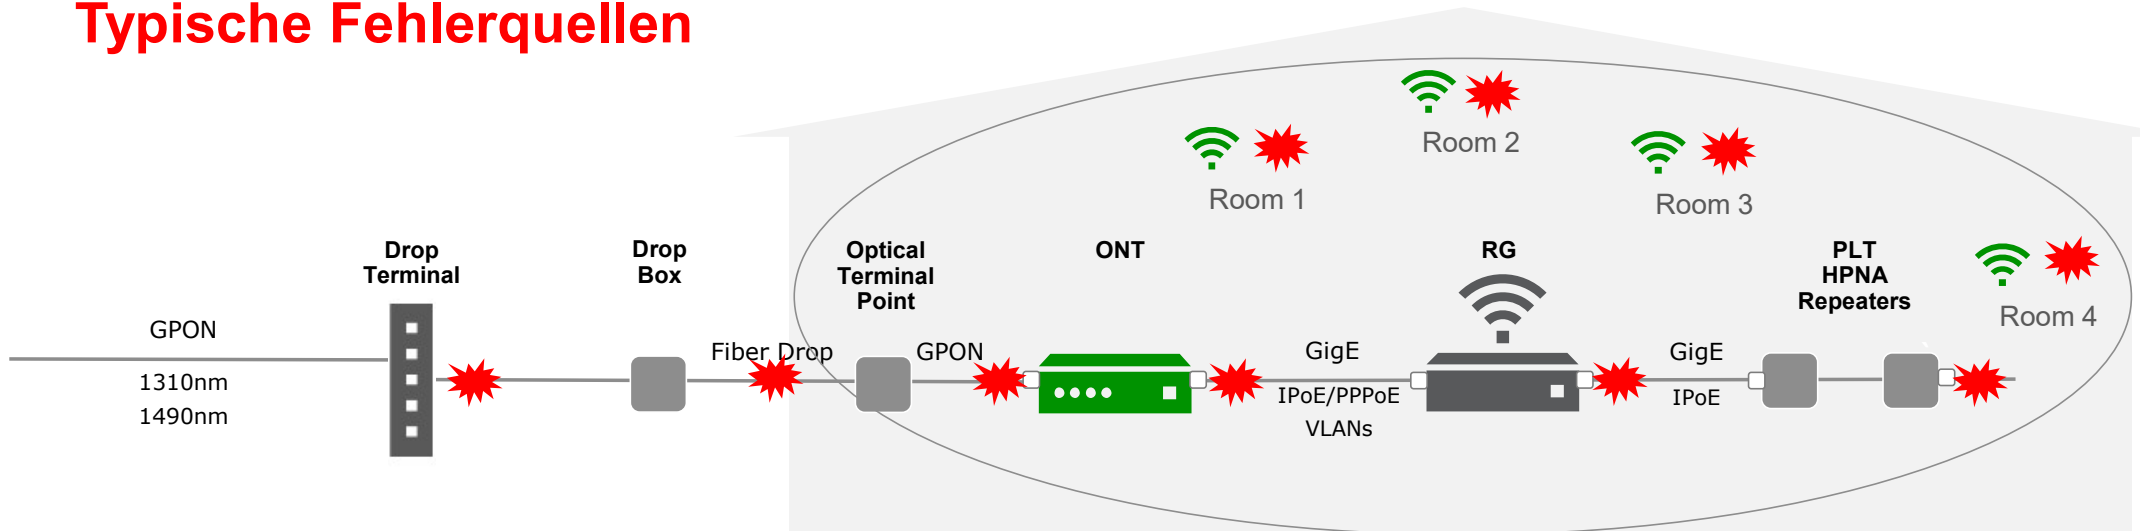 Typische Fehlerquellen
Room 2
Room 1
Room 3
Drop
Terminal
Drop
Box
Optical
Terminal
Point
ONT
RG
PLT
HPNA
Repeaters
Room 4
GPON
1310nm
1490nm
Fiber Drop
GPON
GigE
IPoE/PPPoE
VLANs
GigE
IPoE